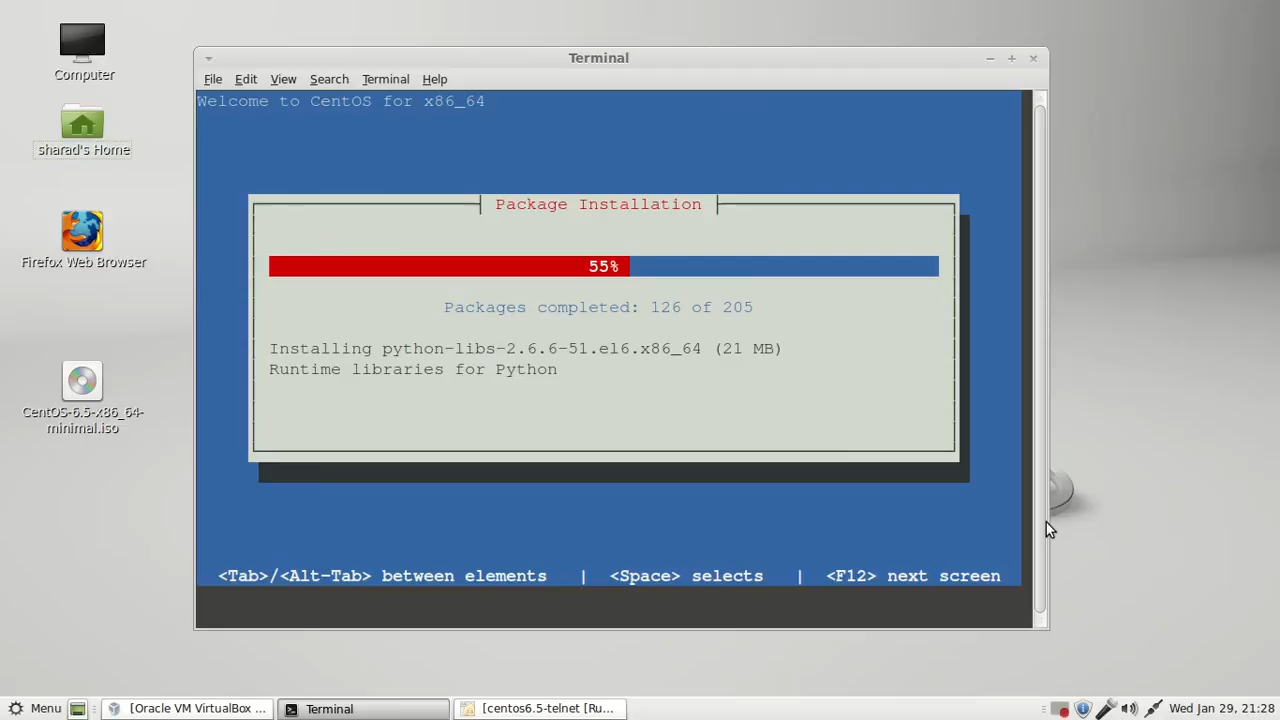 Computer
sharad's Home
Firefox Web Browser
CentOS-6.5-x86_64-
minimal.iso
Terminal
File Edit View Search Terminal Help
Welcome to CentOS for x86_64
Package Installation
55%
Packages completed: 126 of 205
Installing python-libs-2.6.6-51.el6.x86_64 (21 MB)
Runtime libraries for Python
<Tab>/<Alt-Tab> between elements | <Space> selects | <F12> next screen
Menu [Oracle VM VirtualBox ... Terminal [centos6.5-telnet [Ru... Wed Jan 29, 21:28